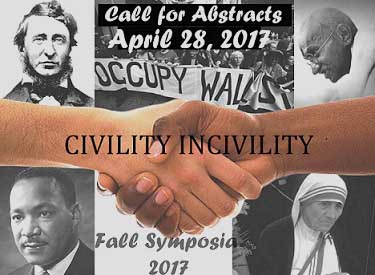 Call for Abstracts
April 28, 2017
OCCUPY WALL
CIVILITY INCIVILITY
Fall Symposia
2017